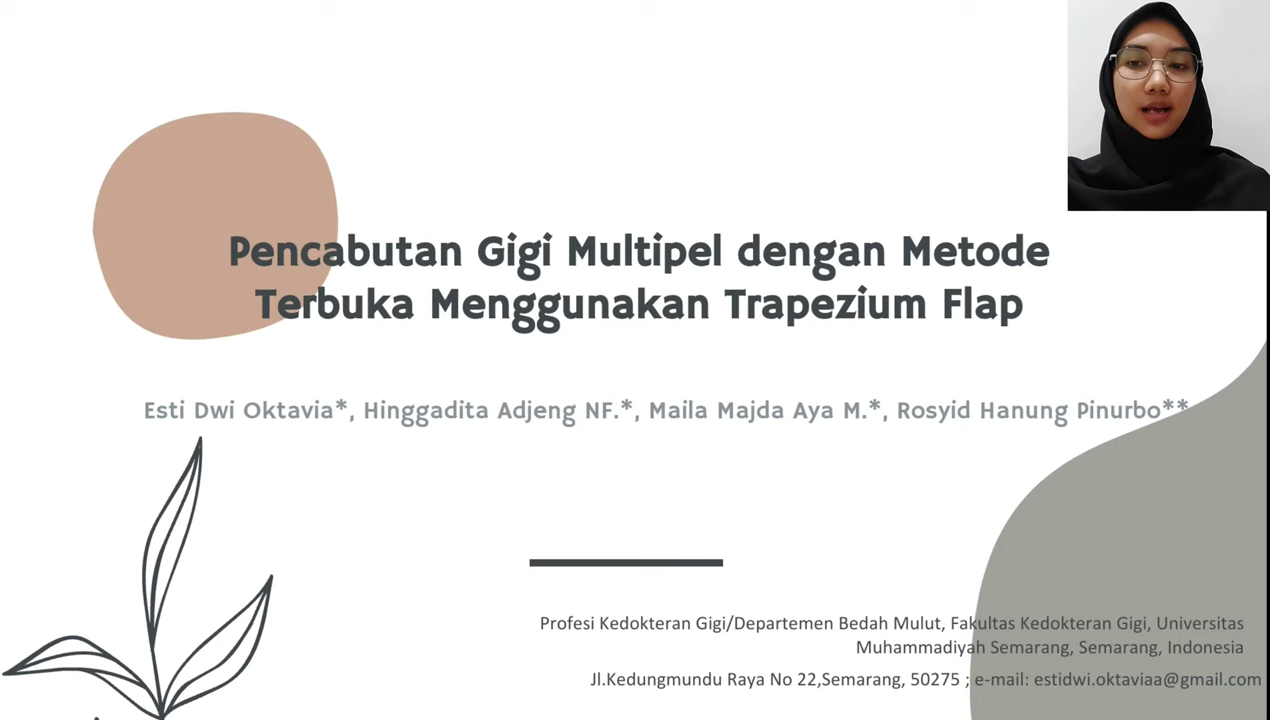 Pencabutan Gigi Multipel dengan Metode
Terbuka Menggunakan Trapezium Flap
Esti Dwi Oktavia*, Hinggadita Adjeng NF.*, Maila Majda Aya M.*, Rosyid Hanung Pinurbo**
Profesi Kedokteran Gigi/Departemen Bedah Mulut, Fakultas Kedokteran Gigi, Universitas
Muhammadiyah Semarang, Semarang, Indonesia
Jl.Kedungmundu Raya No 22,Semarang, 50275 ; e-mail: estidwi.oktaviaa@gmail.com